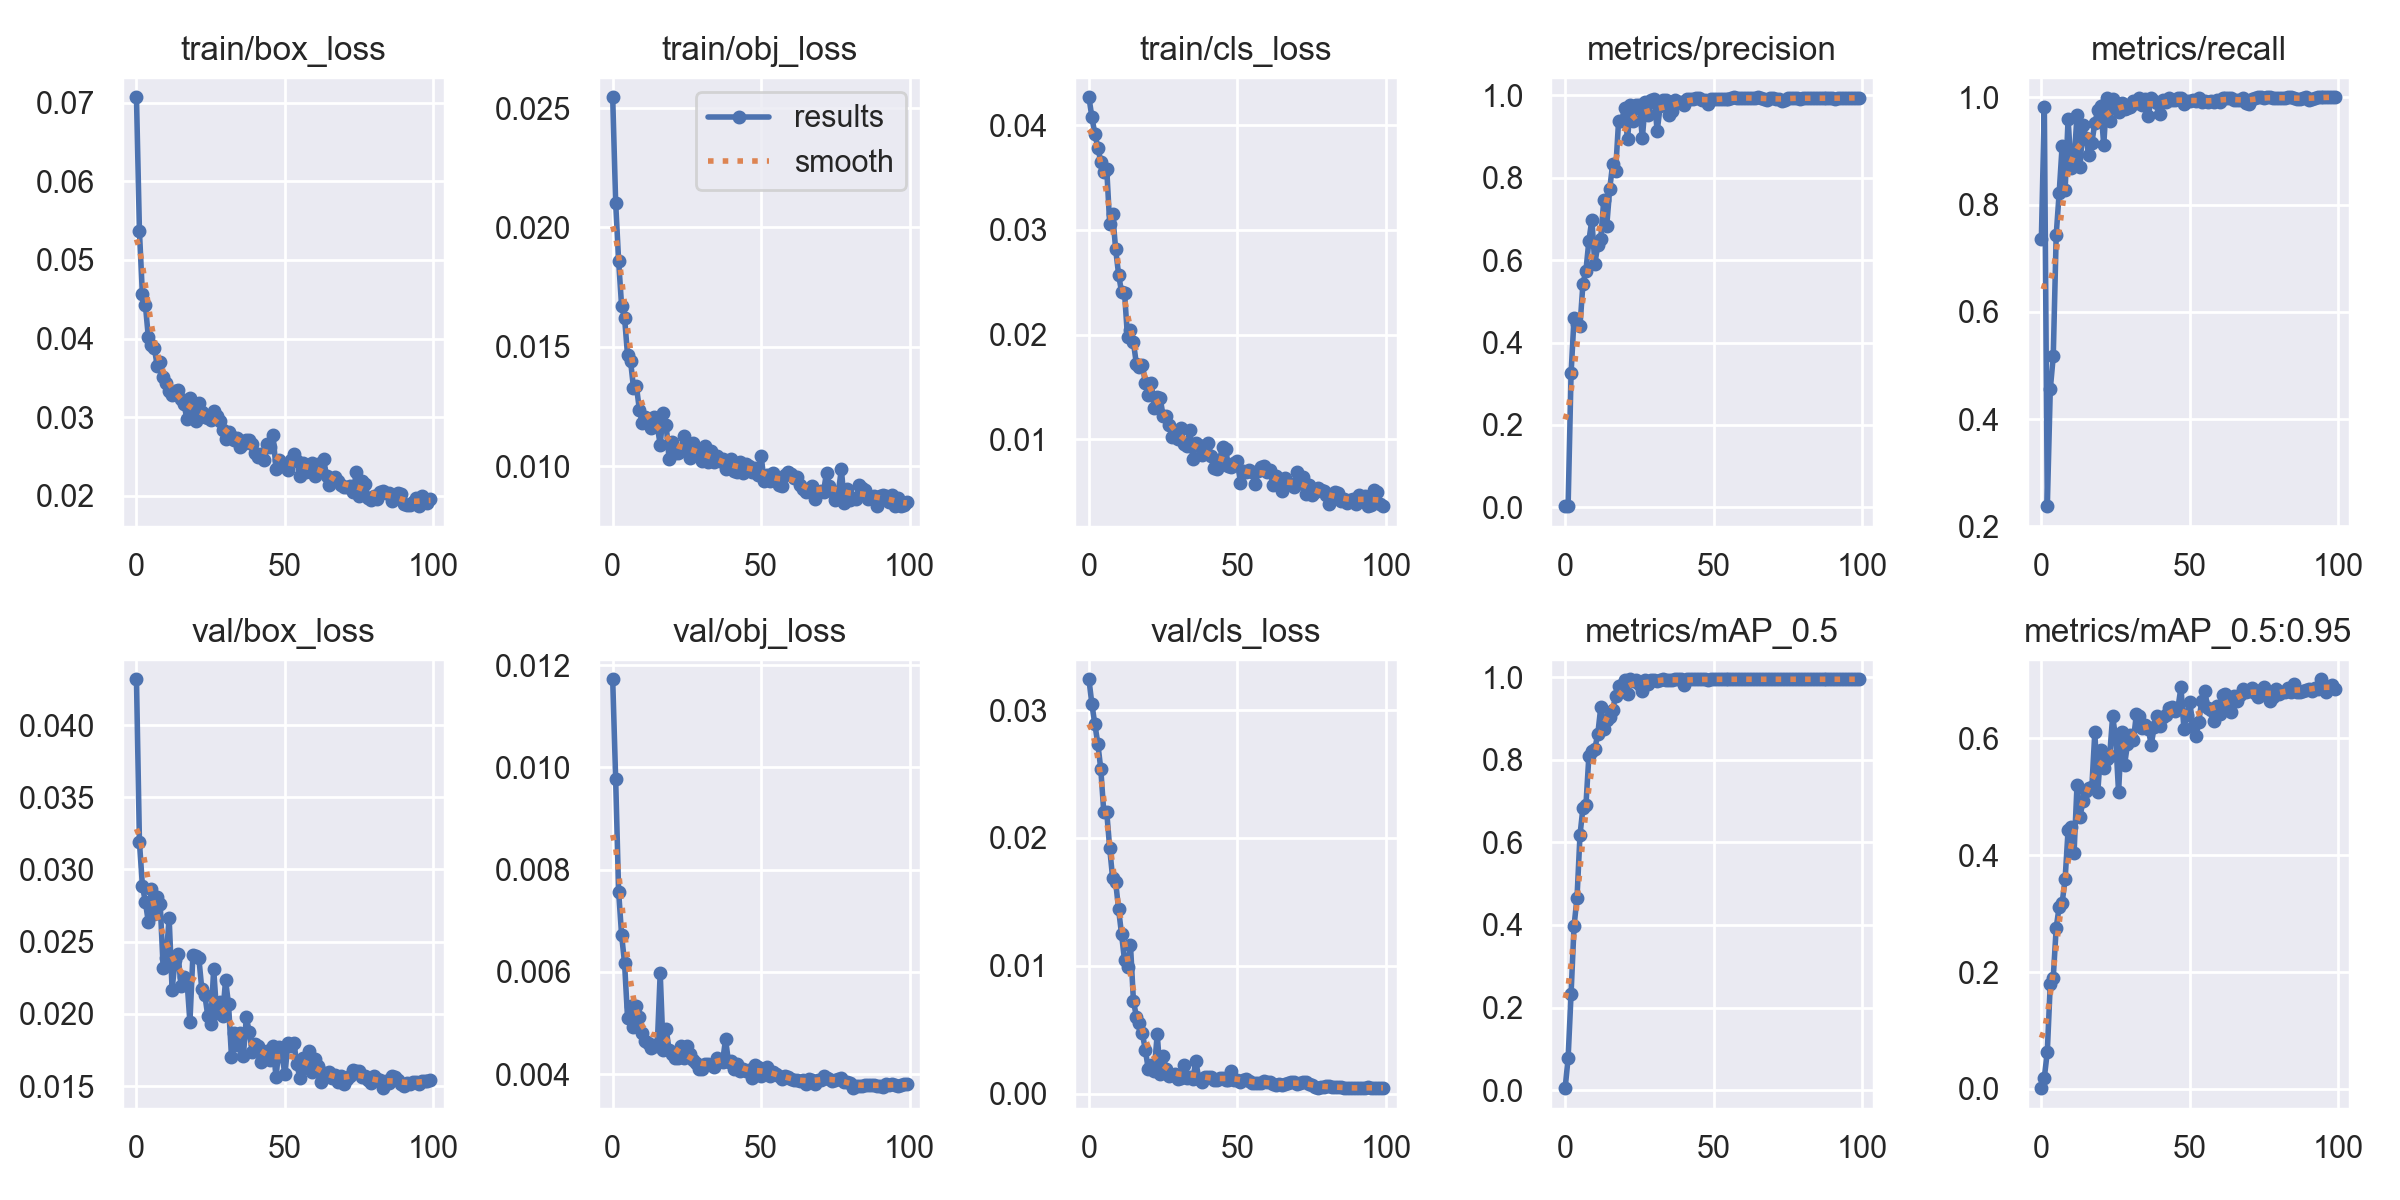 train/box_loss
train/obj_loss
train/cls_loss
metrics/precision
metrics/recall
0.07
0.06
0.05
0.04
0.03
0.02
0 50 100
0.025
0.020
0.015
0.010
results
smooth
0 50 100
0.04
0.03
0.02
0.01
0 50 100
1.0
0.8
0.6
0.4
0.2
0.0
0 50 100
1.0
0.8
0.6
0.4
0.2
0 50 100
val/box_loss
val/obj_loss
val/cls_loss
metrics/mAP_0.5
metrics/mAP_0.5:0.95
0.040
0.035
0.030
0.025
0.020
0.015
0 50 100
0.012
0.010
0.008
0.006
0.004
0 50 100
0.03
0.02
0.01
0.00
0 50 100
1.0
0.8
0.6
0.4
0.2
0.0
0 50 100
0.6
0.4
0.2
0.0
0 50 100